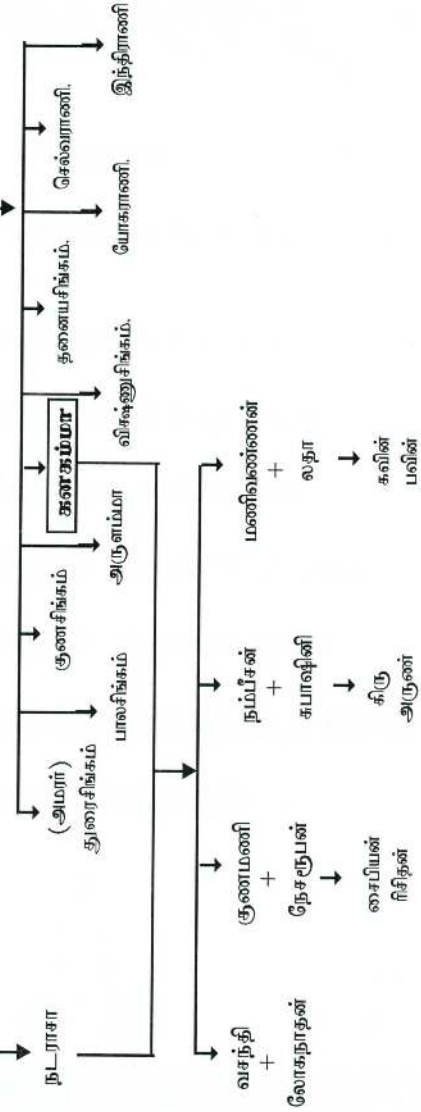 நடராசா
(அமரர்)
துரைசிங்கம்
குணசிங்கம்
கனகம்மா
தனையசிங்கம்.
செல்வராணி.
பாலசிங்கம்
அருளம்மா
விசுஷ்ணுசிங்கம்.
யோகராணி.
இந்திராணி
வசந்தி
+
லோகநாதன்
குணமணி
+
நேசரூபன்
சைபியன்
ரிசிதன்
நம்பீசன்
+
சுபாஷினி
கிரு
அருண்
மணிவண்ணன்
+
லதா
கவின்
பவின்